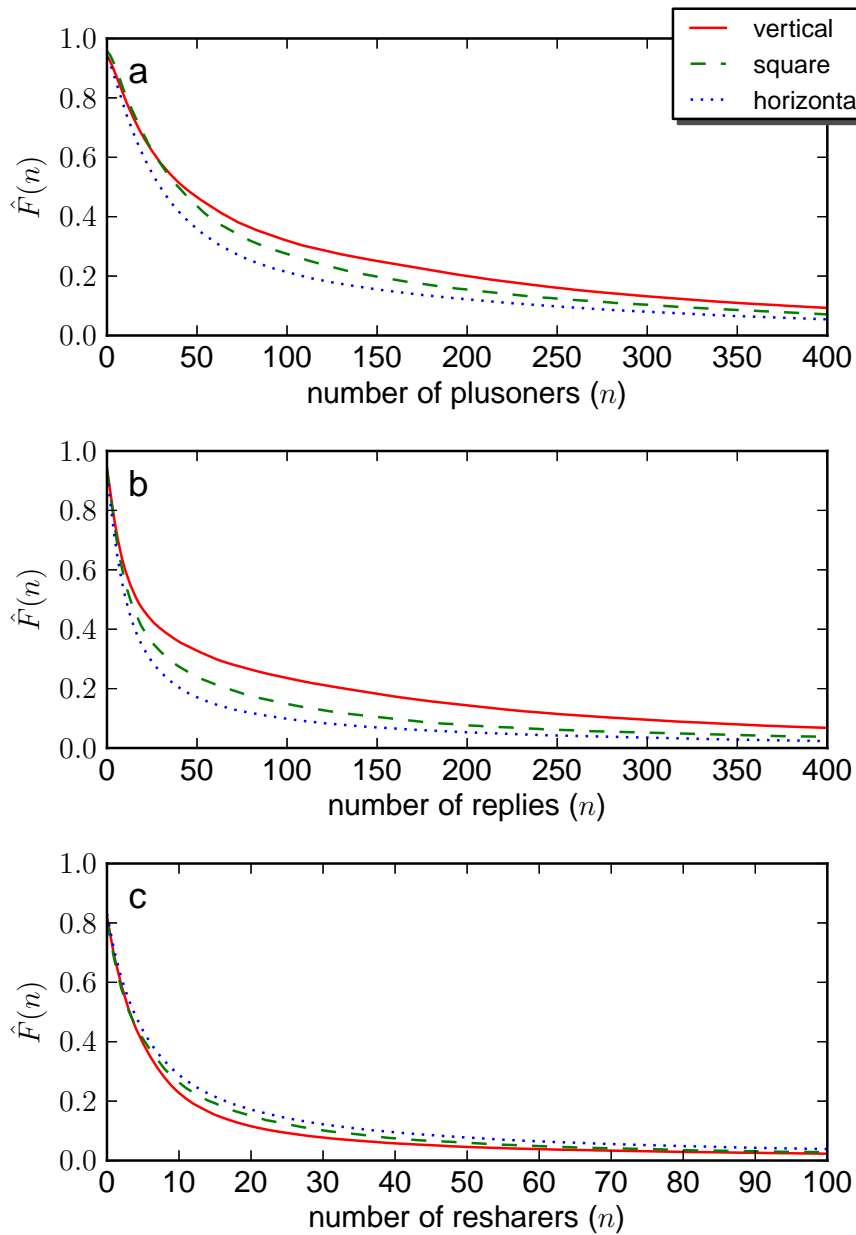 vertical
square
horizonta
a
1.0
0.8
0.6
0.4
0.2
0.0
F̂(n)
0 50 100 150 200 250 300 350 400
number of plusoners (n)
b
1.0
0.8
0.6
0.4
0.2
0.0
F̂(n)
0 50 100 150 200 250 300 350 400
number of replies (n)
c
1.0
0.8
0.6
0.4
0.2
0.0
F̂(n)
0 10 20 30 40 50 60 70 80 90 100
number of resharers (n)